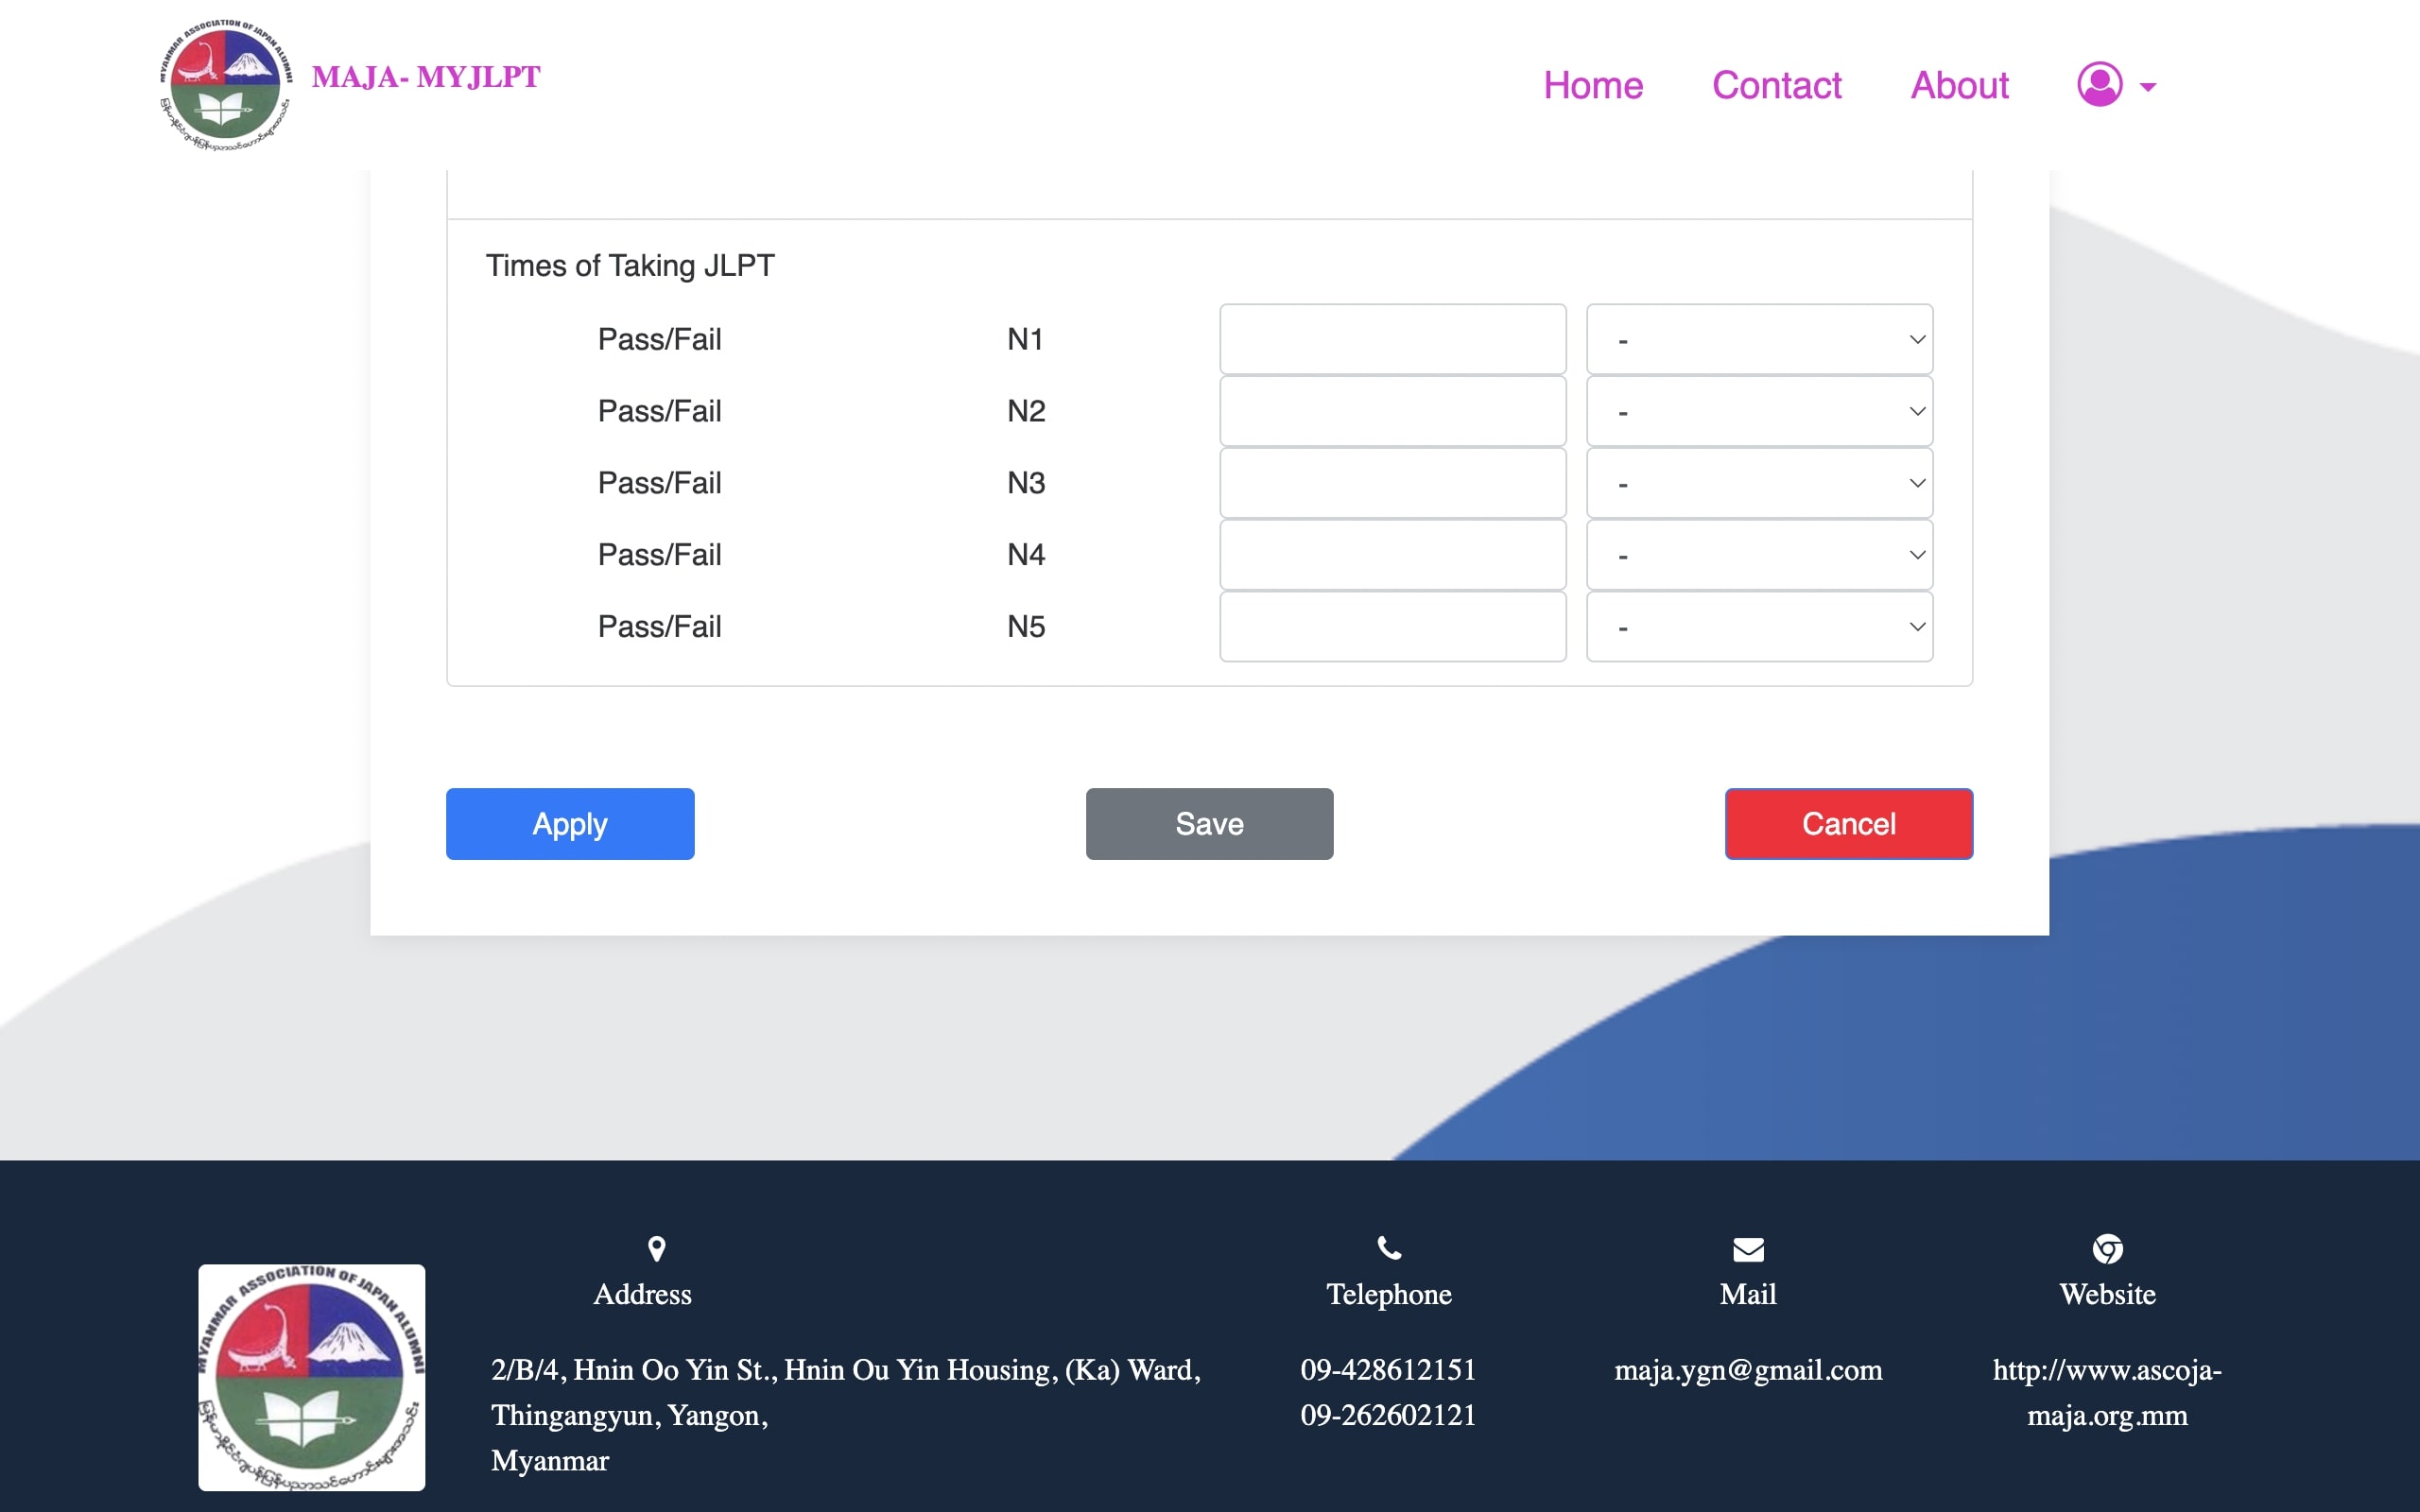 MYANMAR ASSOCIATION OF JAPAN ALUMNI
MAJA- MYJLPT
Home
Contact
About
Times of Taking JLPT
Pass/Fail N1 -
Pass/Fail N2 -
Pass/Fail N3 -
Pass/Fail N4 -
Pass/Fail N5 -
Apply
Save
Cancel
MYANMAR ASSOCIATION OF JAPAN ALUMNI
Address
2/B/4, Hnin Oo Yin St., Hnin Ou Yin Housing, (Ka) Ward,
Thingangyun, Yangon,
Myanmar
Telephone
09-428612151
09-262602121
Mail
maja.ygn@gmail.com
Website
http://www.ascoja-
maja.org.mm